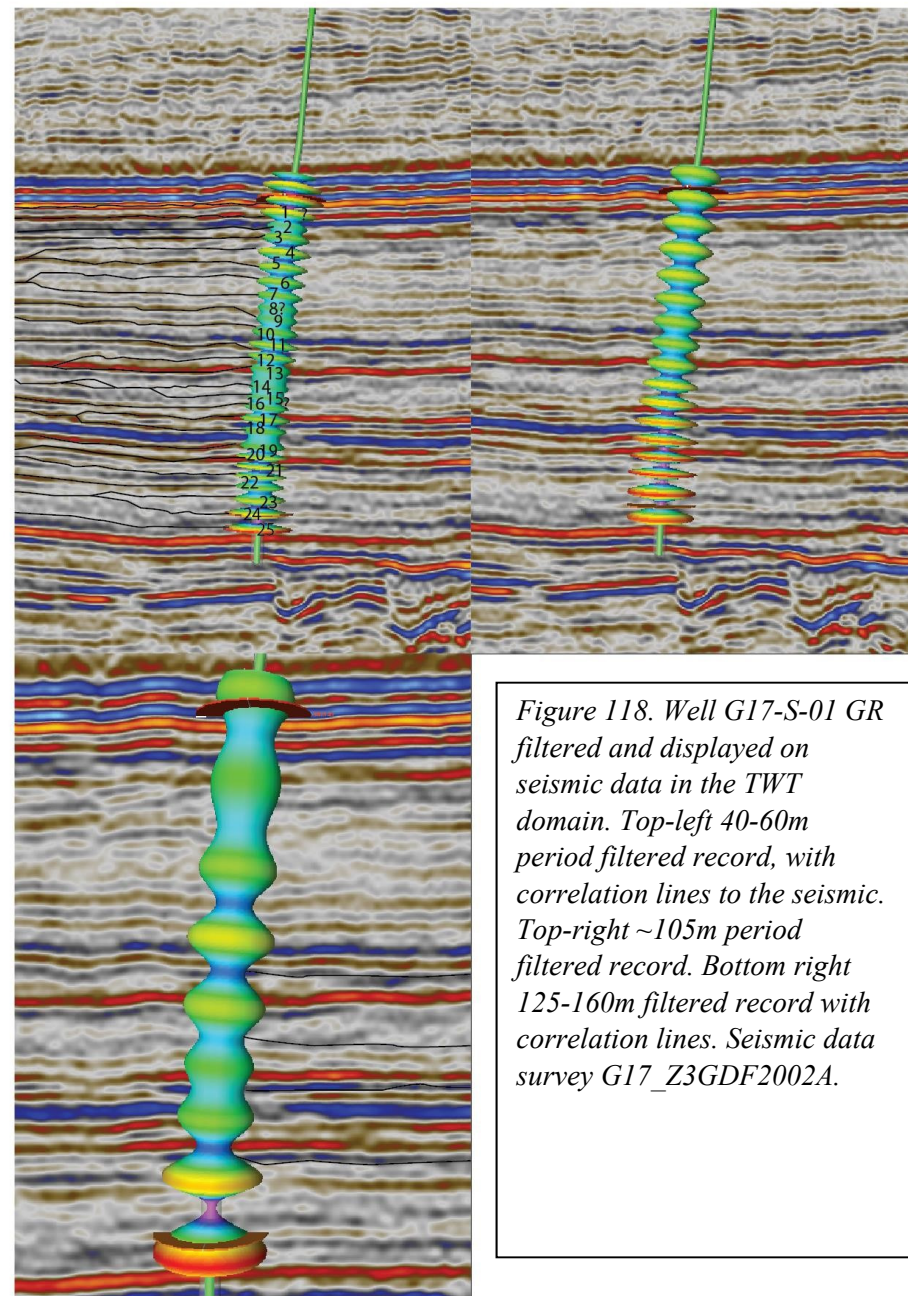 1 ?
2
3
4
5
6
7
8?
9
10
11
12
13
14
15?
16
17
18
19
20
21
22
23
24
25
Figure 118. Well G17-S-01 GR
filtered and displayed on
seismic data in the TWT
domain. Top-left 40-60m
period filtered record, with
correlation lines to the seismic.
Top-right ~105m period
filtered record. Bottom right
125-160m filtered record with
correlation lines. Seismic data
survey G17_Z3GDF2002A.